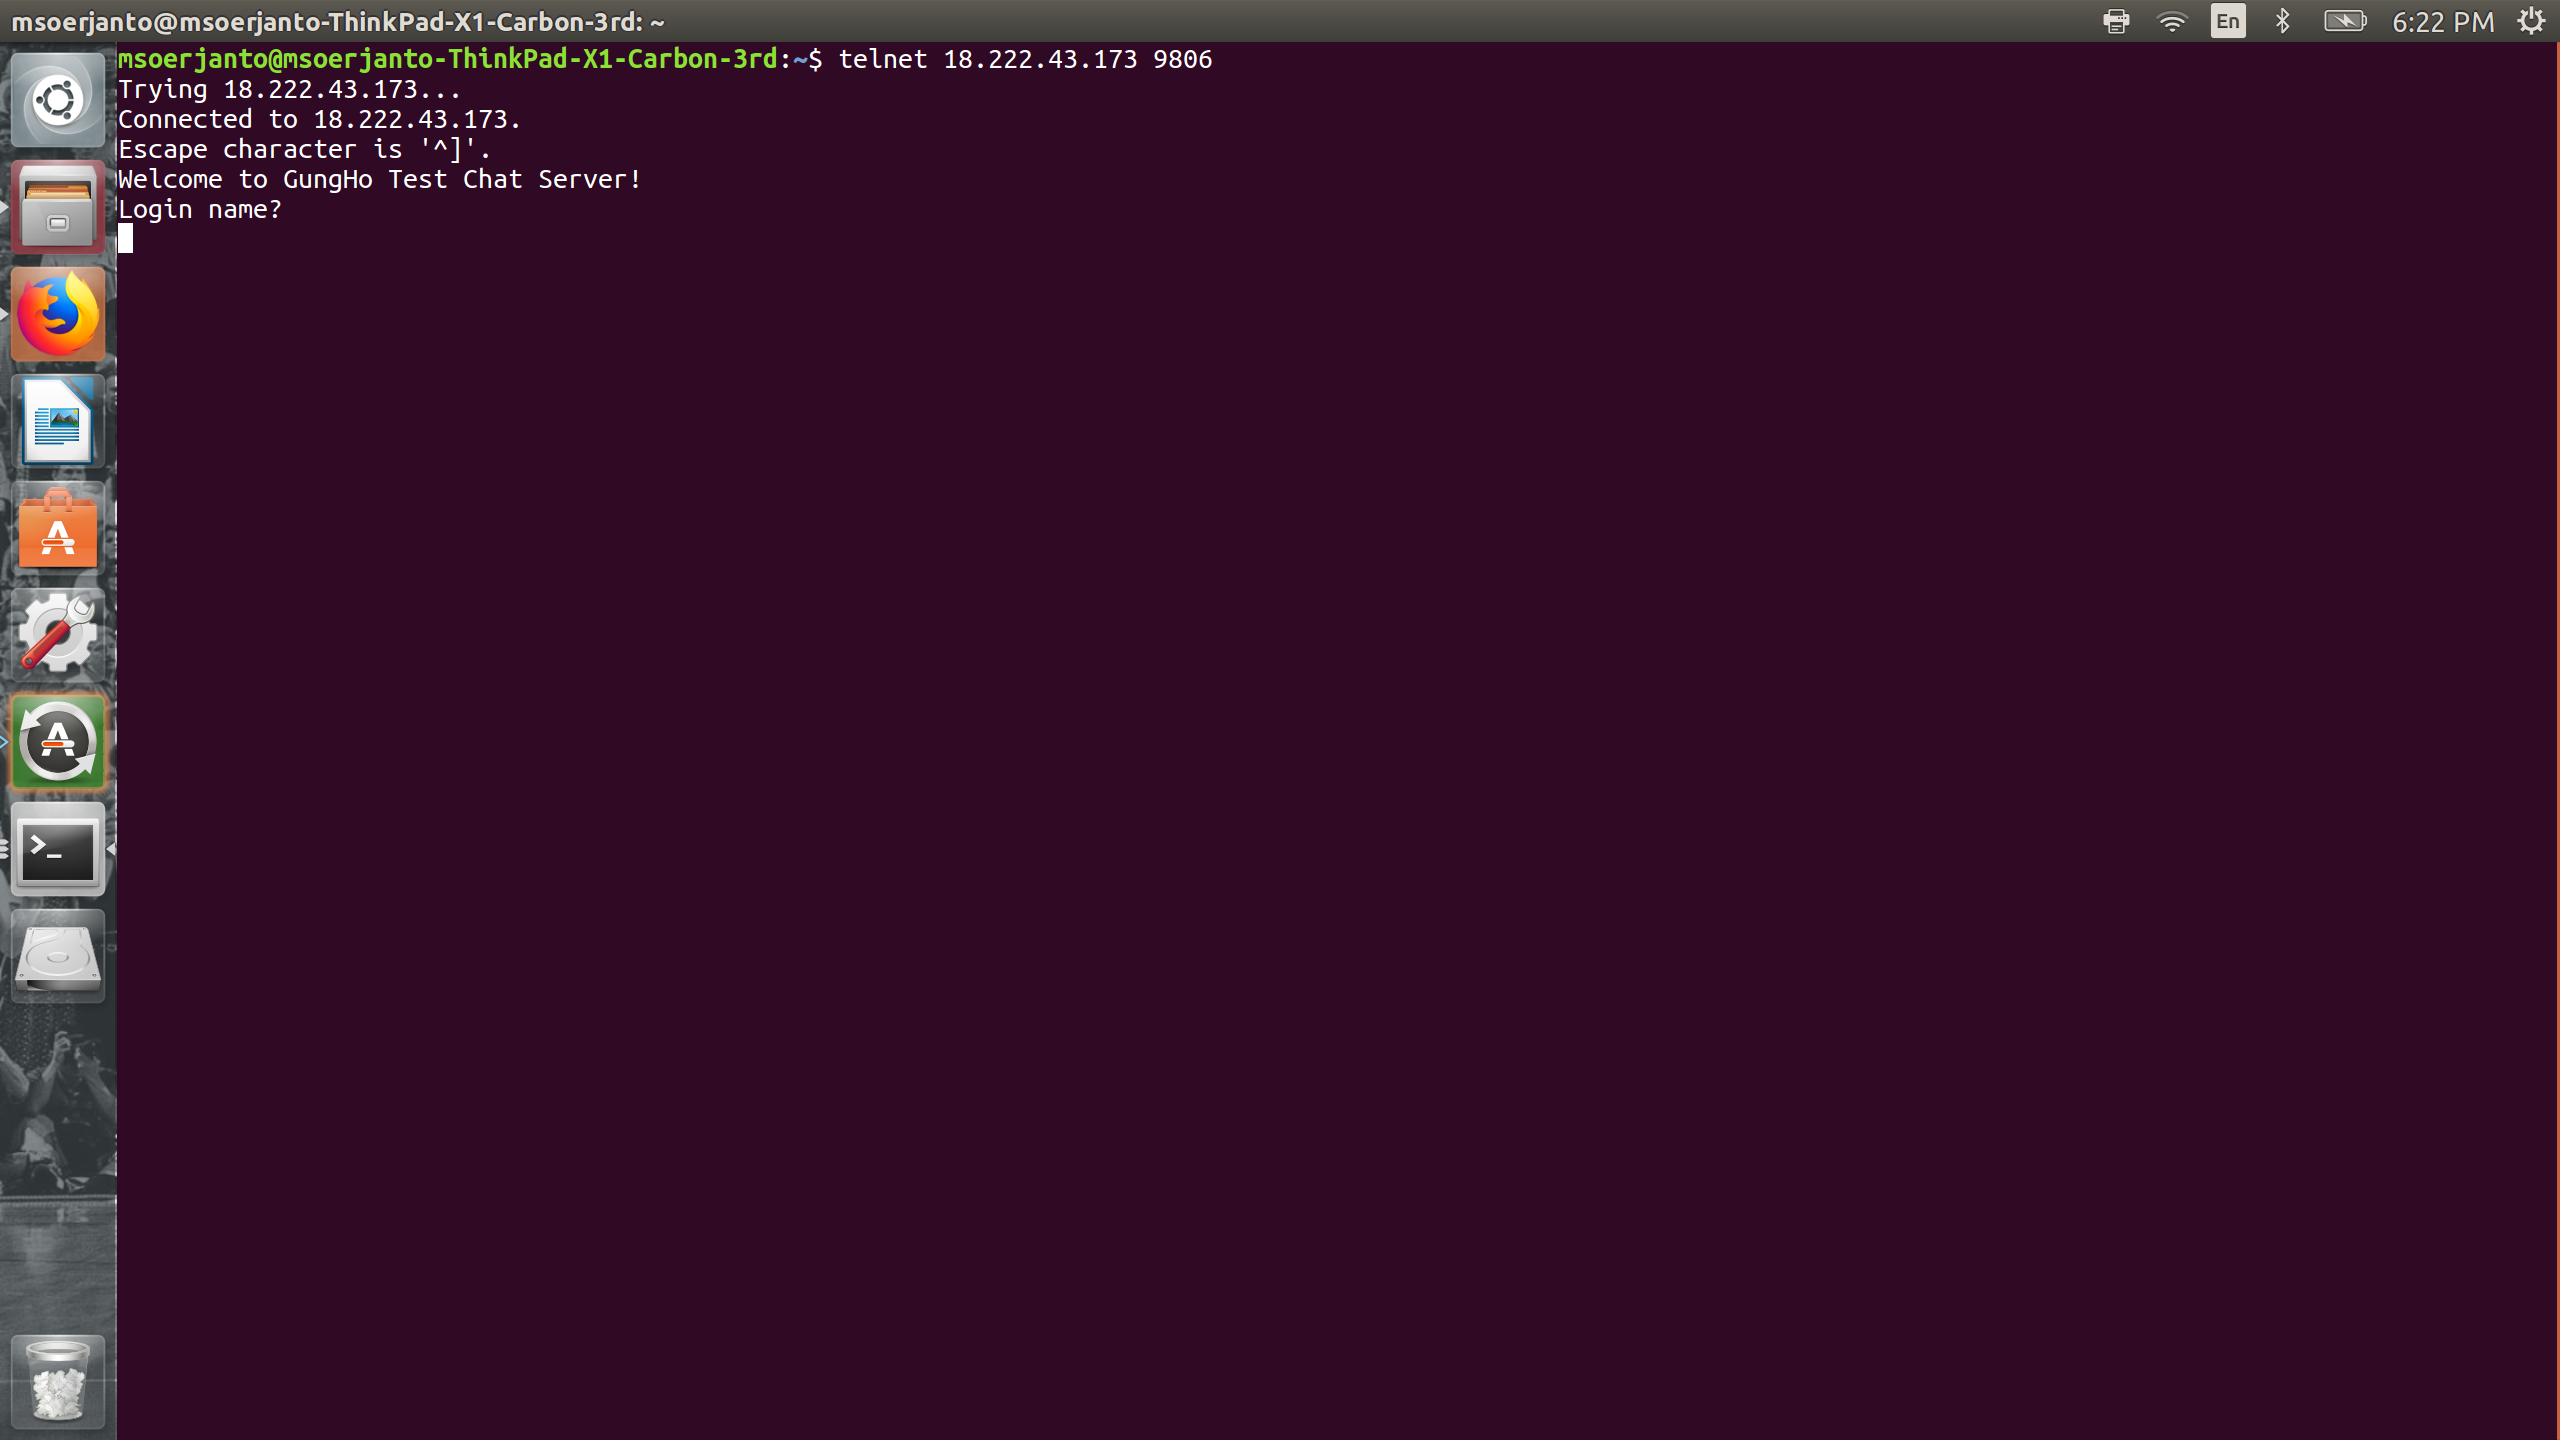 msoerjanto@msoerjanto-ThinkPad-X1-Carbon-3rd: ~
En
6:22 PM
msoerjanto@msoerjanto-ThinkPad-X1-Carbon-3rd:~$ telnet 18.222.43.173 9806
Trying 18.222.43.173...
Connected to 18.222.43.173.
Escape character is '^]'.
Welcome to GungHo Test Chat Server!
Login name?